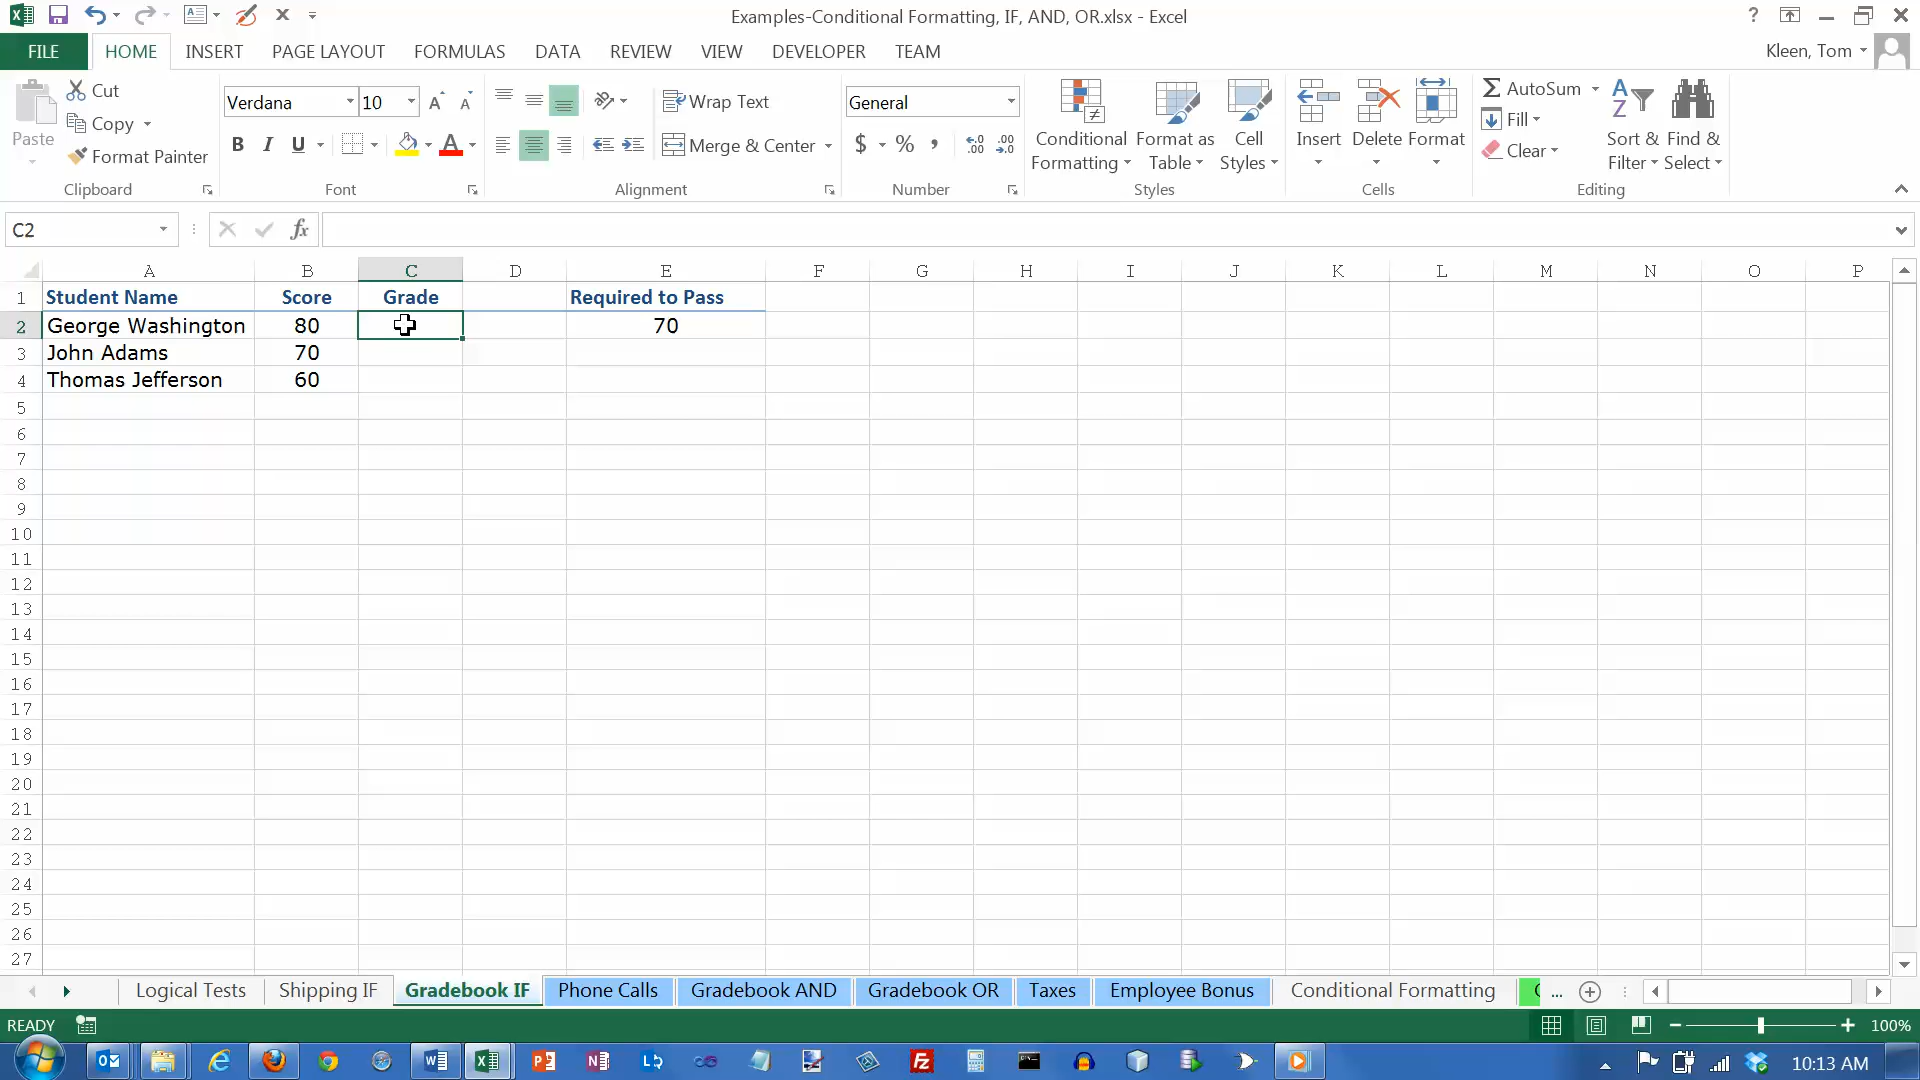 Examples-Conditional Formatting, IF, AND, OR.xlsx - Excel
FILE HOME INSERT PAGE LAYOUT FORMULAS DATA REVIEW VIEW DEVELOPER TEAM Kleen, Tom
Paste
Cut
Copy
Format Painter
Clipboard
Verdana 10
B I U
Font
Wrap Text
Merge & Center
Alignment
General
$ % ,
Number
Conditional Formatting
Format as Table
Cell Styles
Styles
Insert Delete Format
Cells
AutoSum
Fill
Clear
Sort & Filter
Find & Select
Editing
C2 fx
A B C D E F G H I J K L M N O P
1 Student Name Score Grade Required to Pass
2 George Washington 80 70
3 John Adams 70
4 Thomas Jefferson 60
5
6
7
8
9
10
11
12
13
14
15
16
17
18
19
20
21
22
23
24
25
26
27
Logical Tests Shipping IF Gradebook IF Phone Calls Gradebook AND Gradebook OR Taxes Employee Bonus Conditional Formatting ...
READY 100%
10:13 AM